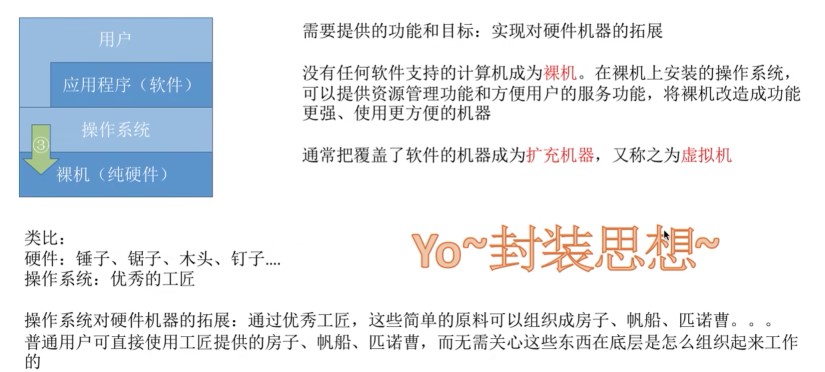 用户
应用程序（软件）
操作系统
③
裸机（纯硬件）
需要提供的功能和目标：实现对硬件机器的拓展
没有任何软件支持的计算机成为裸机。在裸机上安装的操作系统，
可以提供资源管理功能和方便用户的服务功能，将裸机改造成功能
更强、使用更方便的机器
通常把覆盖了软件的机器成为扩充机器，又称之为虚拟机
类比：
硬件：锤子、锯子、木头、钉子....
操作系统：优秀的工匠
Yo~封装思想~
操作系统对硬件机器的拓展：通过优秀工匠，这些简单的原料可以组织成房子、帆船、匹诺曹。。。
普通用户可直接使用工匠提供的房子、帆船、匹诺曹，而无需关心这些东西在底层是怎么组织起来工作
的